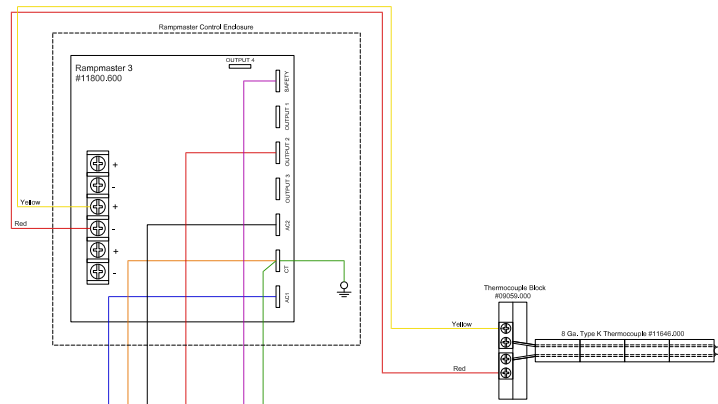 Rampmaster Control Enclosure
OUTPUT 4
Rampmaster 3
#11800.600
SAFETY
OUTPUT 1
OUTPUT 2
OUTPUT 3
AC2
CT
AC1
+
-
Yellow
+
Red
-
+
-
Thermocouple Block
#09059.000
Yellow
8 Ga. Type K Thermocouple #11646.000
Red